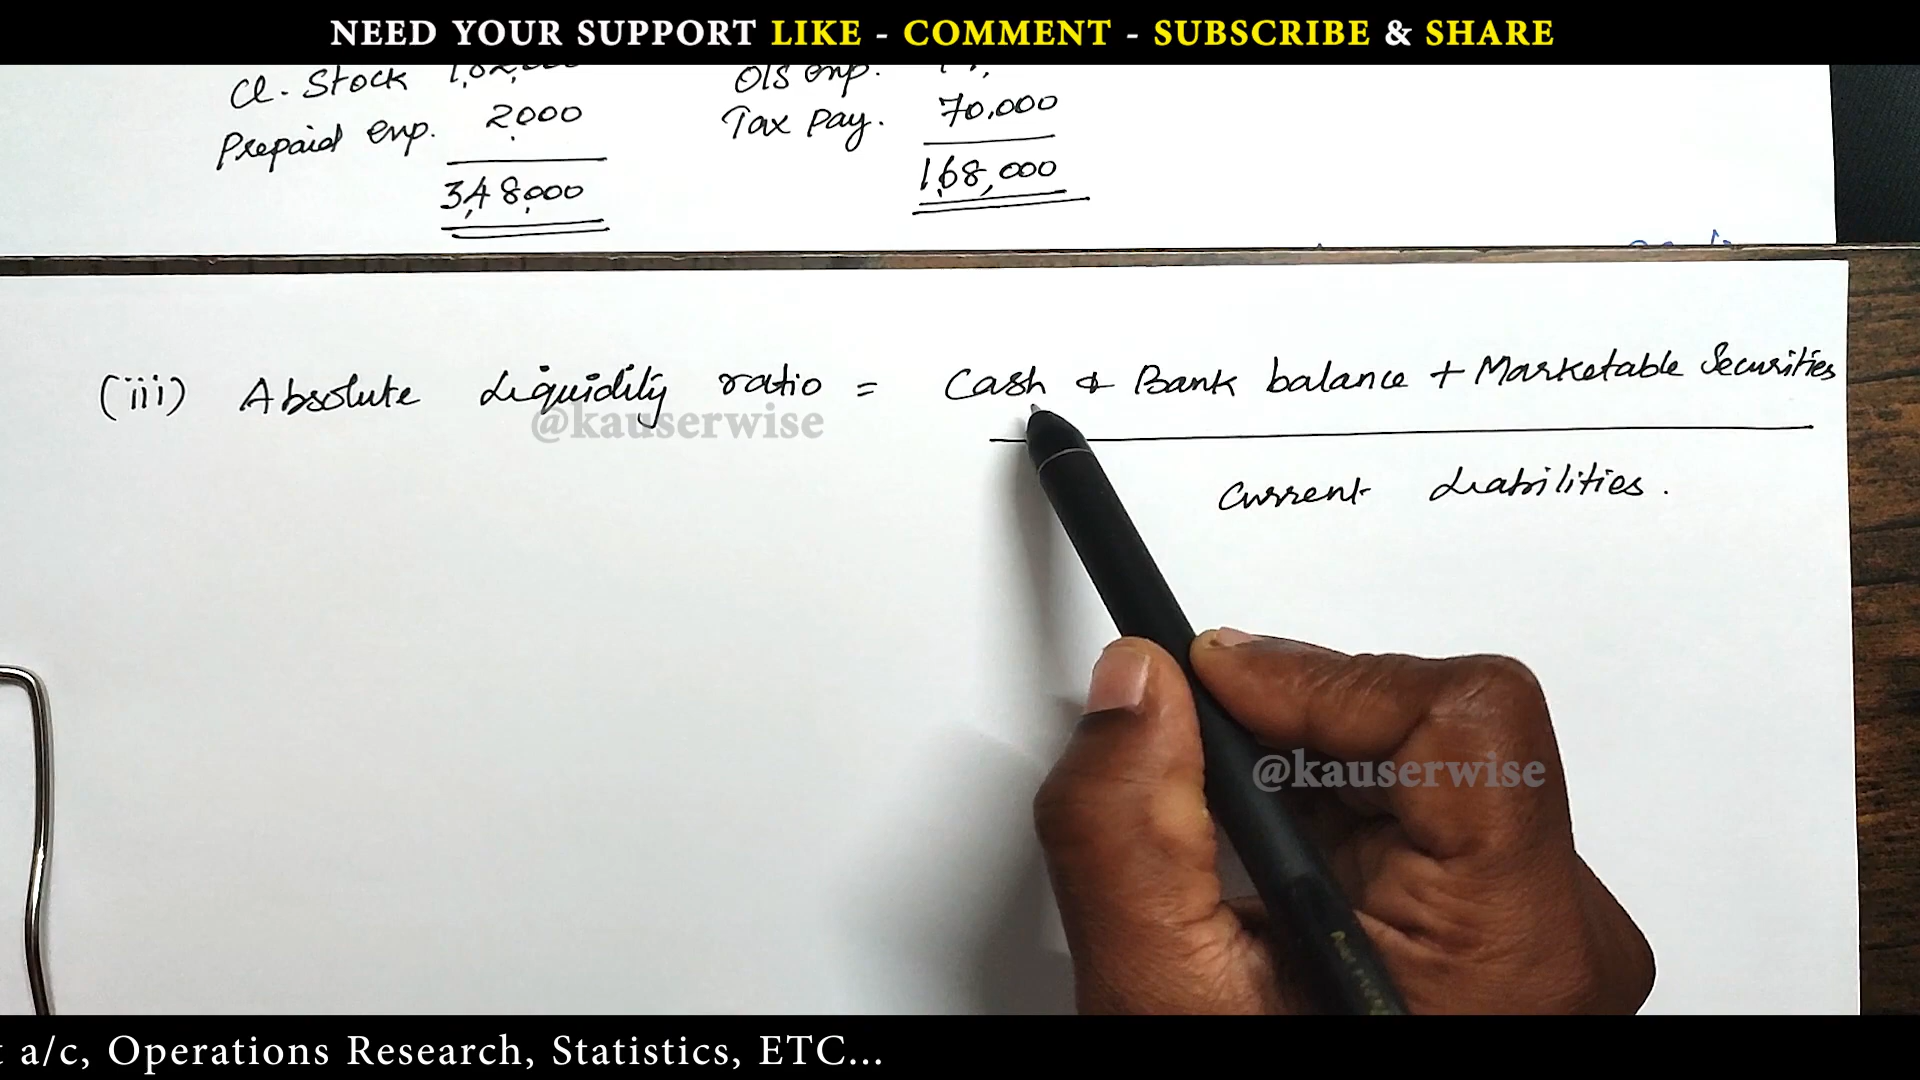 NEED YOUR SUPPORT LIKE - COMMENT - SUBSCRIBE & SHARE
Cl. Stock
O/S exp.
Prepaid exp. 2,000
Tax pay. 70,000
3,48,000
1,68,000
(iii) Absolute Liquidity ratio = Cash & Bank balance + Marketable Securities
Current Liabilities.
@kauserwise
@kauserwise
t a/c, Operations Research, Statistics, ETC...